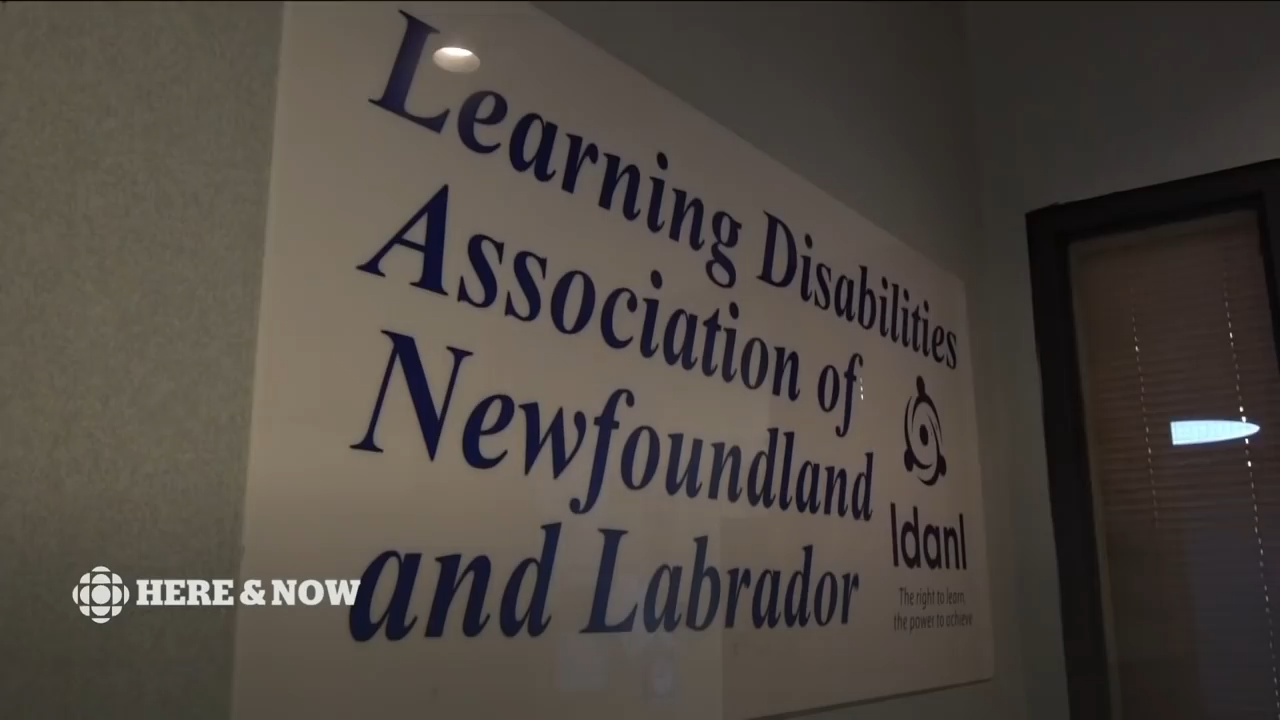 Learning Disabilities
Association of
Newfoundland
and Labrador
ldanl
The right to learn,
the power to achieve
HERE & NOW